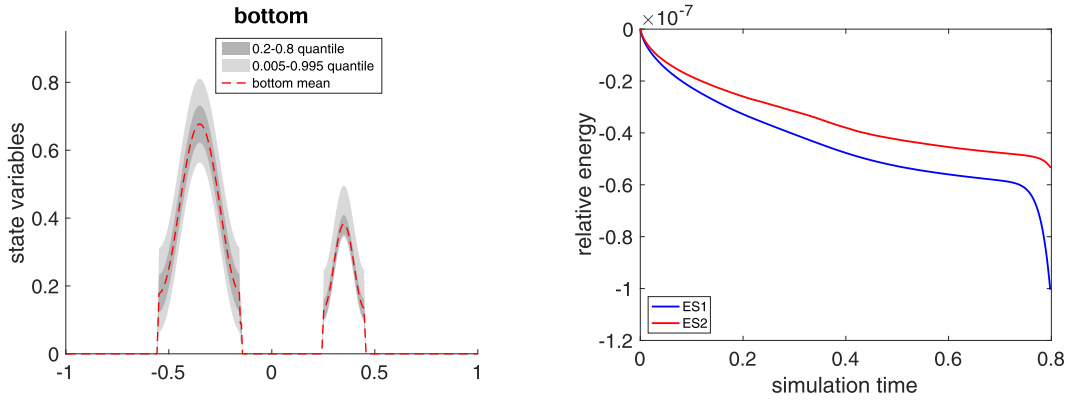 bottom
0.2-0.8 quantile
0.005-0.995 quantile
bottom mean
state variables
0.8
0.6
0.4
0.2
0
-1
-0.5
0
0.5
1
×10^-7
0
-0.2
-0.4
-0.6
-0.8
-1
-1.2
relative energy
ES1
ES2
0
0.2
0.4
0.6
0.8
simulation time